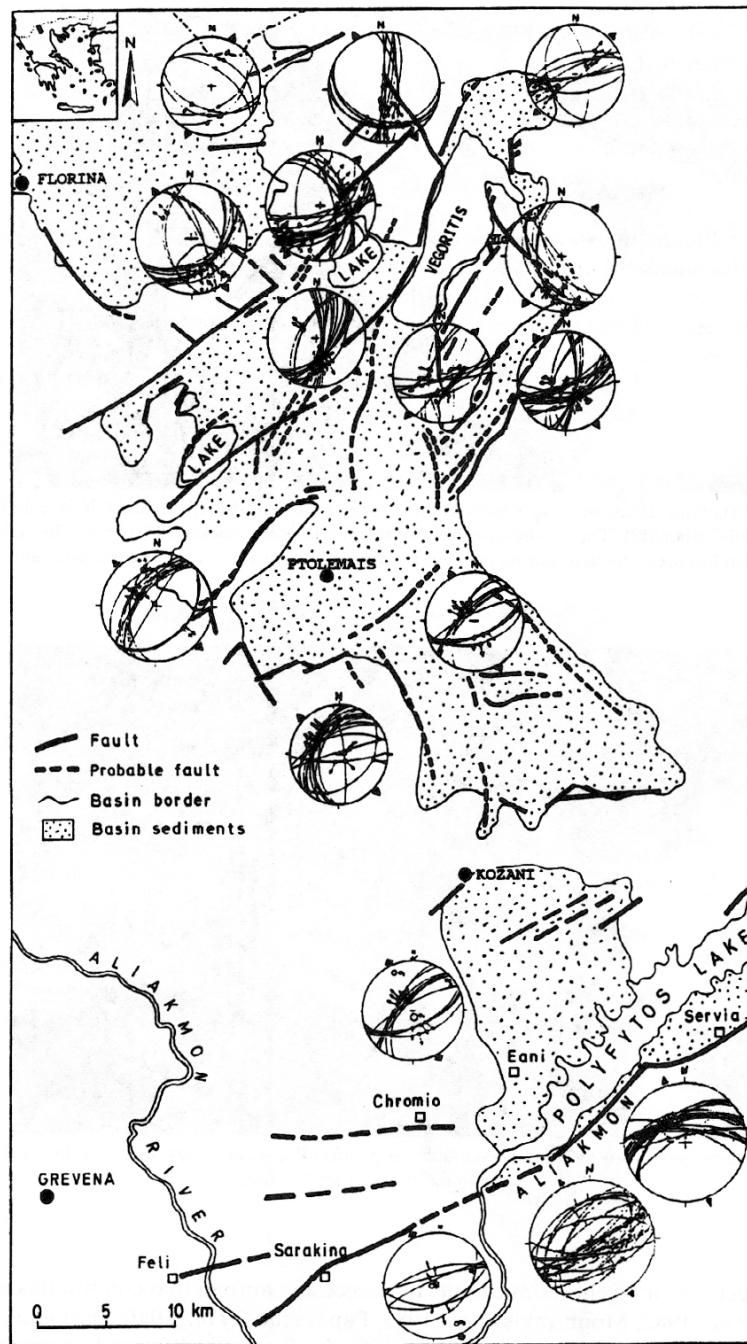 N
N
N
N
FLORINA
N
N
N
LAKE
VEGORITIS
N
N
N
LAKE
N
PTOLEMAIS
N
N
Fault
Probable fault
Basin border
Basin sediments
KOZANI
ALIAKMON
RIVER
POLYFYTOS LAKE
Servia
Eani
ALIAKMON
Chromio
N
GREVENA
Feli
Sarakina
0 5 10 km